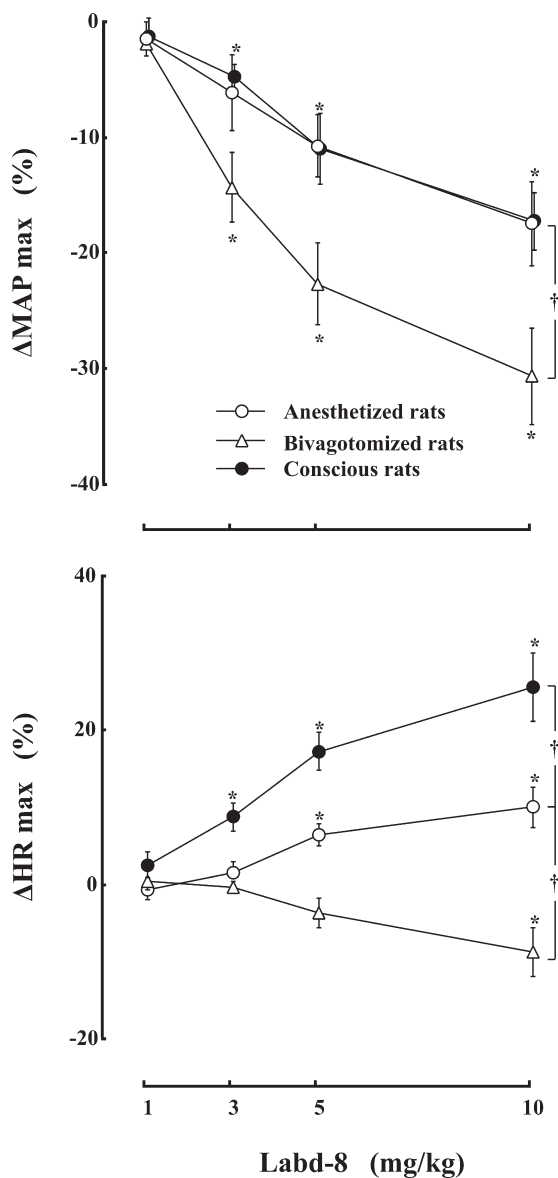 0
-10
-20
-30
-40
ΔMAP max (%)
* * * * * *
†
Anesthetized rats
Bivagotomized rats
Conscious rats
40
20
0
-20
ΔHR max (%)
* * * * * *
†
†
1 3 5 10
Labd-8 (mg/kg)